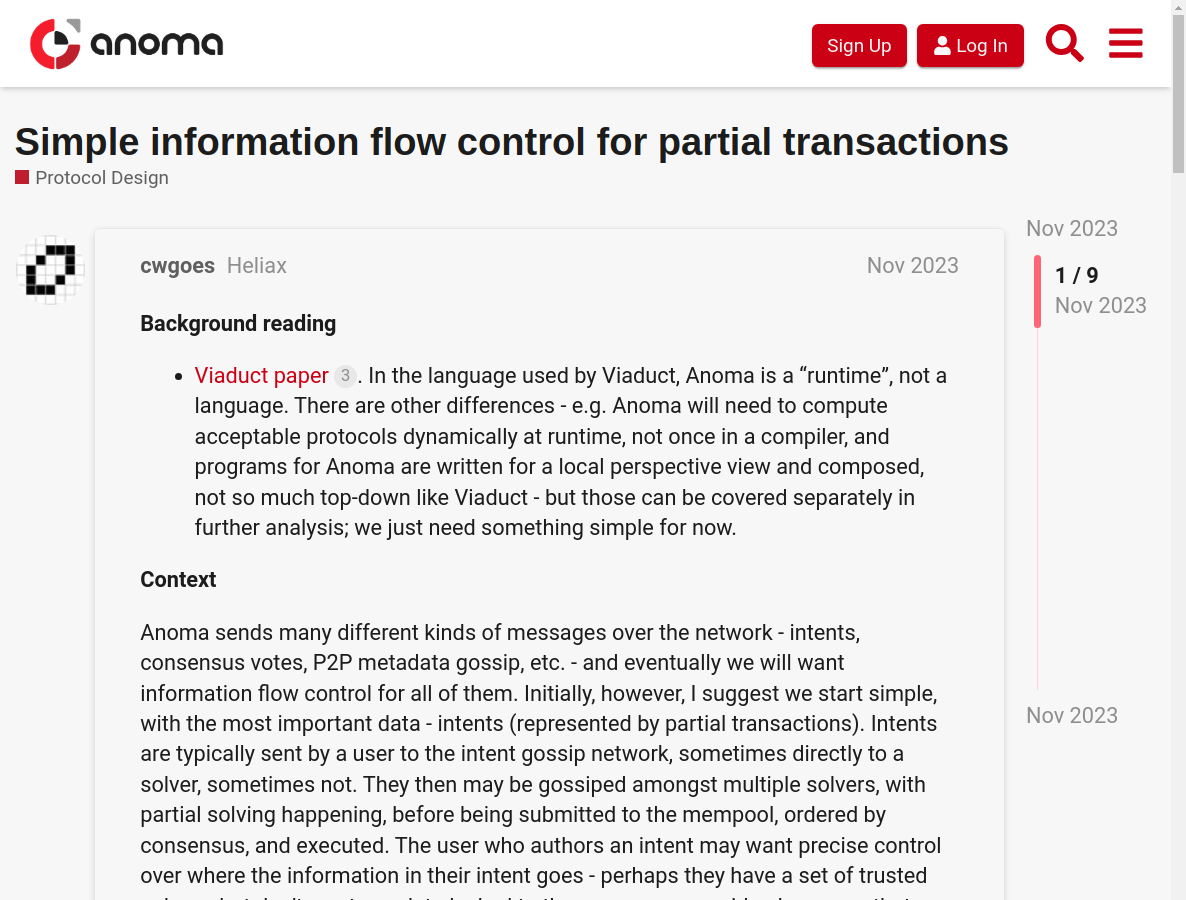 anoma
Sign Up
Log In
Simple information flow control for partial transactions
Protocol Design
Nov 2023
cwgoes Heliax Nov 2023
1 / 9
Nov 2023
Background reading
Viaduct paper 3 . In the language used by Viaduct, Anoma is a “runtime”, not a
language. There are other differences - e.g. Anoma will need to compute
acceptable protocols dynamically at runtime, not once in a compiler, and
programs for Anoma are written for a local perspective view and composed,
not so much top-down like Viaduct - but those can be covered separately in
further analysis; we just need something simple for now.
Context
Anoma sends many different kinds of messages over the network - intents,
consensus votes, P2P metadata gossip, etc. - and eventually we will want
information flow control for all of them. Initially, however, I suggest we start simple,
with the most important data - intents (represented by partial transactions). Intents
are typically sent by a user to the intent gossip network, sometimes directly to a
solver, sometimes not. They then may be gossiped amongst multiple solvers, with
partial solving happening, before being submitted to the mempool, ordered by
consensus, and executed. The user who authors an intent may want precise control
over where the information in their intent goes - perhaps they have a set of trusted
Nov 2023